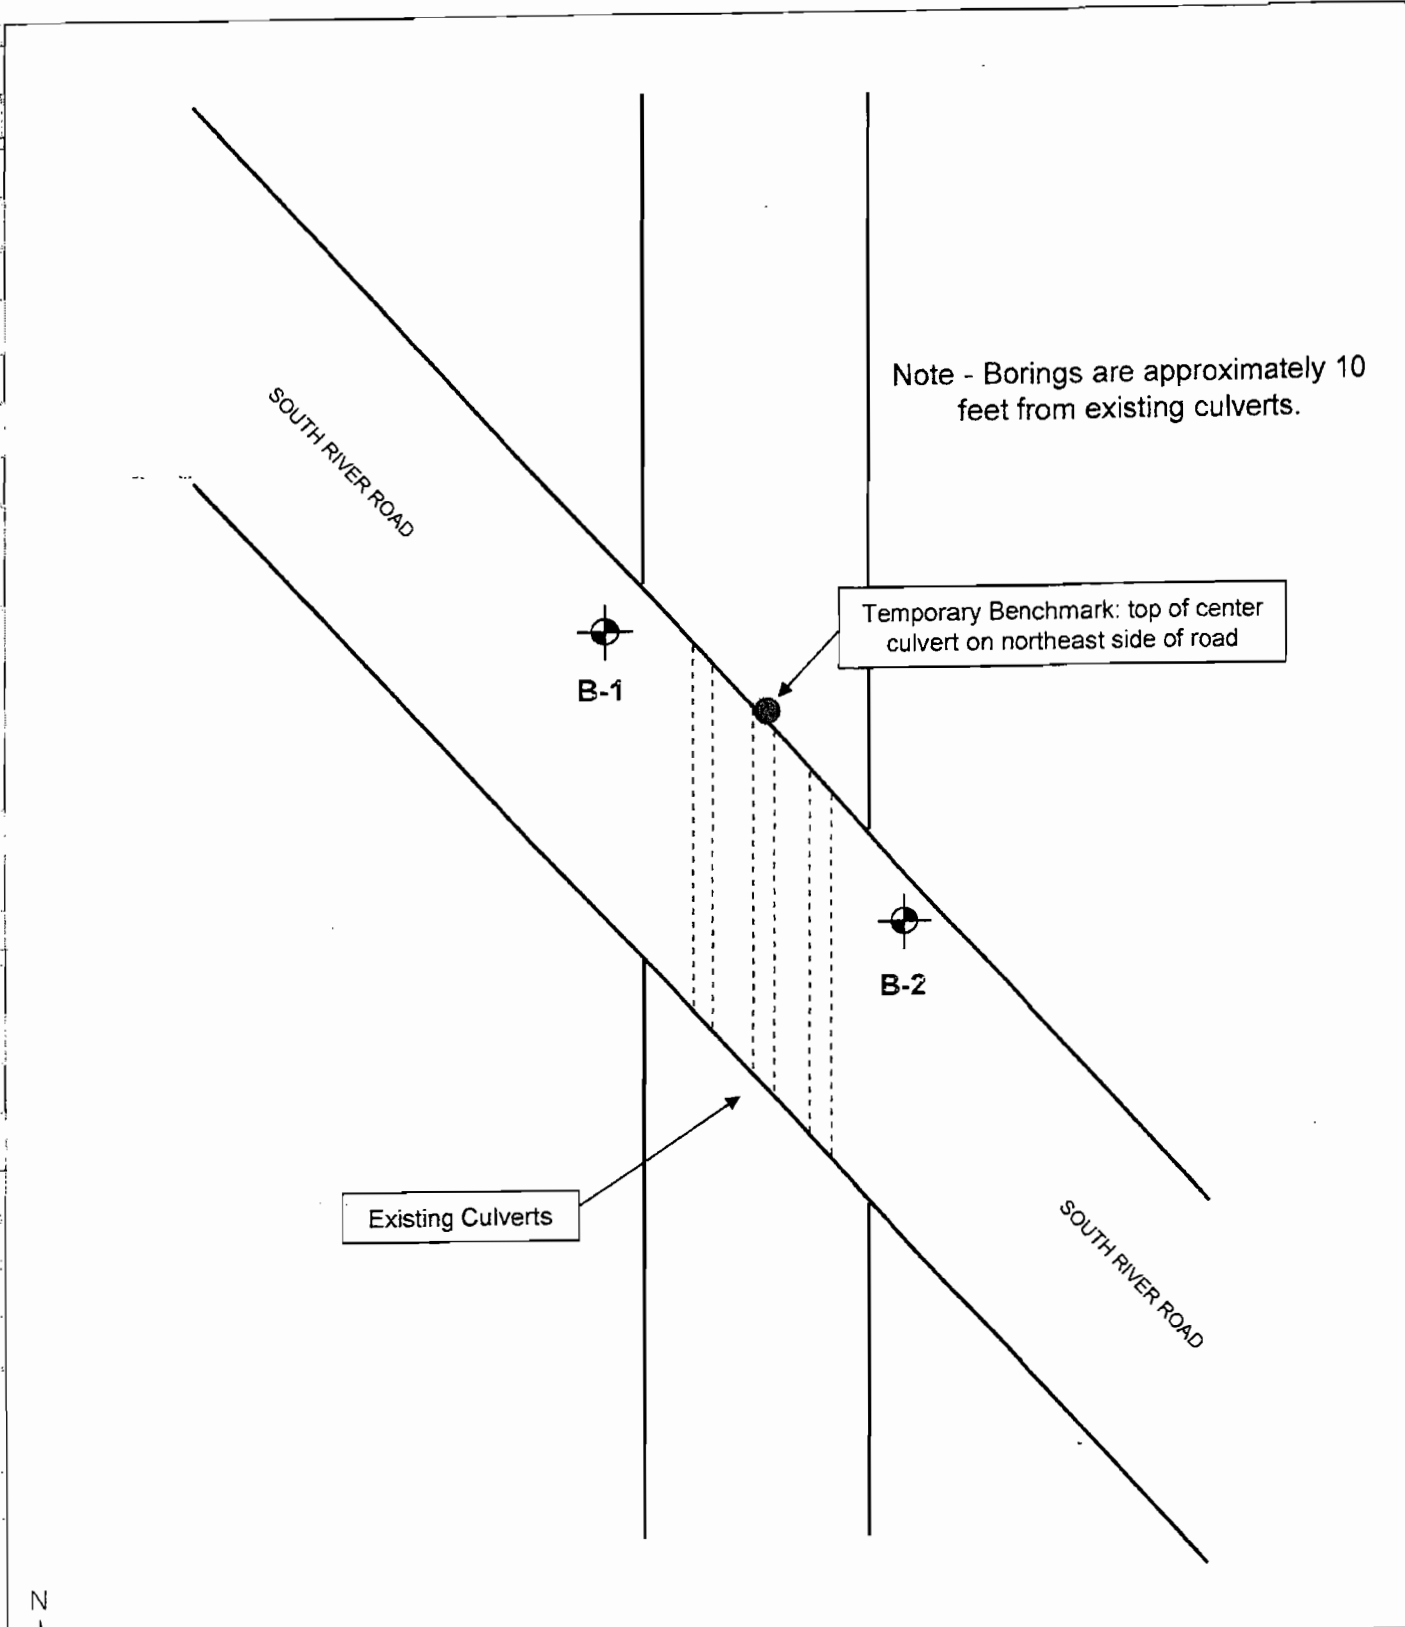 Note - Borings are approximately 10
feet from existing culverts.
SOUTH RIVER ROAD
Temporary Benchmark: top of center
culvert on northeast side of road
B-1
B-2
Existing Culverts
SOUTH RIVER ROAD
N